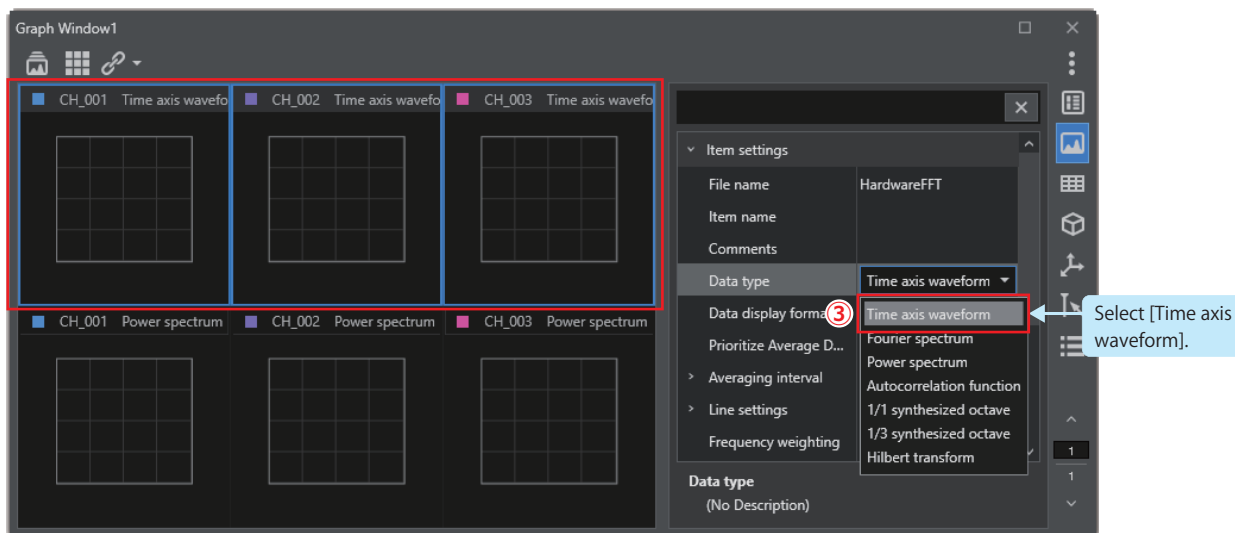 Graph Window1
CH_001 Time axis wavefo
CH_002 Time axis wavefo
CH_003 Time axis wavefo
CH_001 Power spectrum
CH_002 Power spectrum
CH_003 Power spectrum
Item settings
File name HardwareFFT
Item name
Comments
Data type Time axis waveform
Data display forma
Prioritize Average D...
Averaging interval
Line settings
Frequency weighting
③
Time axis waveform
Fourier spectrum
Power spectrum
Autocorrelation function
1/1 synthesized octave
1/3 synthesized octave
Hilbert transform
Data type
(No Description)
1
1
Select [Time axis
waveform].